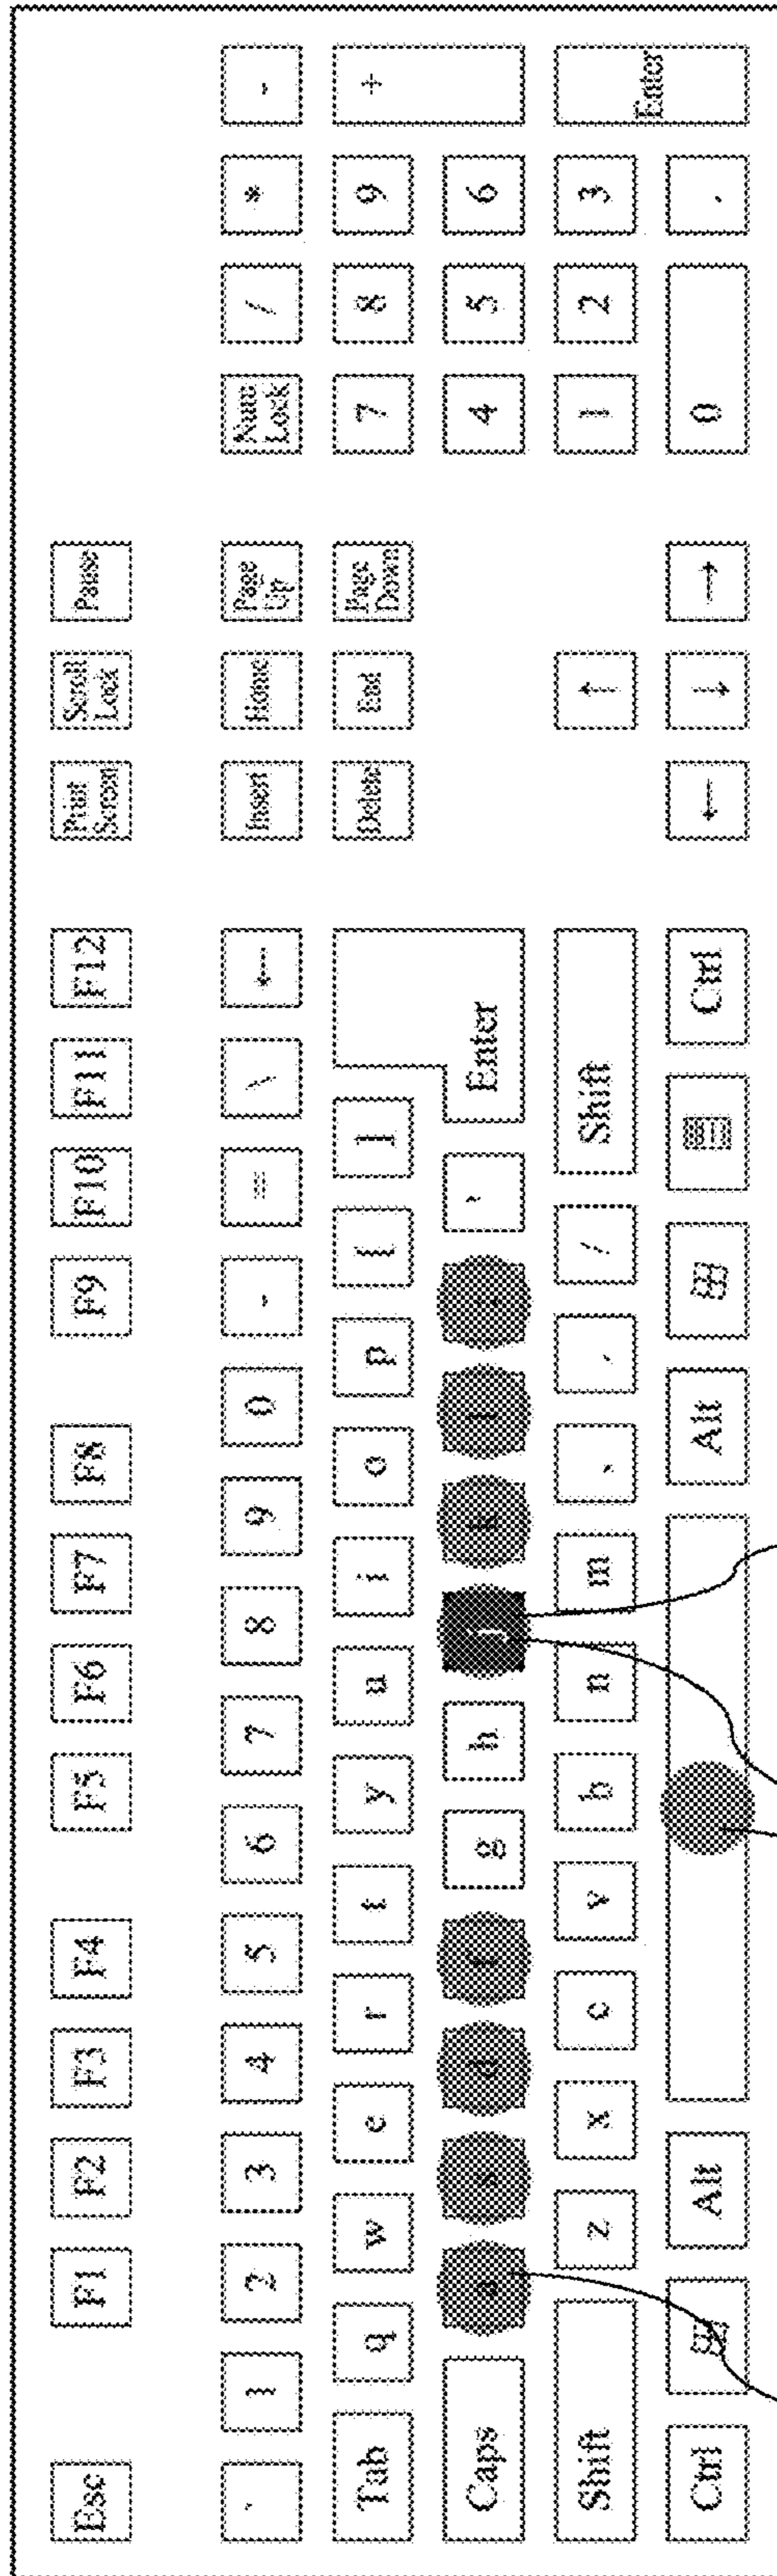 Esc F1 F2 F3 F4 F5 F6 F7 F8 F9 F10 F11 F12 Print Screen Scroll Lock Pause
` 1 2 3 4 5 6 7 8 9 0 - = \ ← Insert Home Page Up Num Lock / * -
Tab q w e r t y u i o p [ ] Delete End Page Down 7 8 9 +
Caps a s d f g h j k l ; ' Enter 4 5 6
Shift z x c v b n m , . / Shift ↑ 1 2 3 Enter
Ctrl Alt Alt Ctrl ← ↓ → 0 .